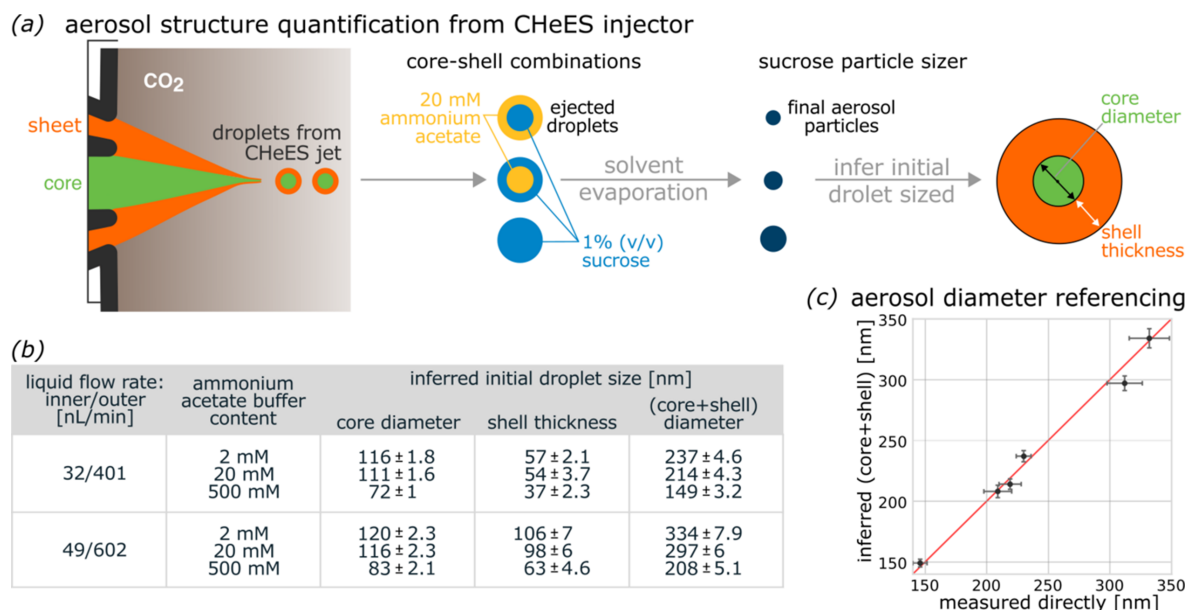 (a) aerosol structure quantification from CHeES injector
CO2
sheet
core
droplets from
CHeES jet
core-shell combinations
20 mM
ammonium
acetate
ejected
droplets
1% (v/v)
sucrose
solvent
evaporation
sucrose particle sizer
final aerosol
particles
infer initial
drolet sized
core
diameter
shell
thickness
(b)
liquid flow rate:
inner/outer
[nL/min]
ammonium
acetate buffer
content
inferred initial droplet size [nm]
core diameter
shell thickness
(core+shell)
diameter
32/401
2 mM 116 ± 1.8 57 ± 2.1 237 ± 4.6
20 mM 111 ± 1.6 54 ± 3.7 214 ± 4.3
500 mM 72 ± 1 37 ± 2.3 149 ± 3.2
49/602
2 mM 120 ± 2.3 106 ± 7 334 ± 7.9
20 mM 116 ± 2.3 98 ± 6 297 ± 6
500 mM 83 ± 2.1 63 ± 4.6 208 ± 5.1
(c) aerosol diameter referencing
inferred (core+shell) [nm]
350
300
250
200
150
150 200 250 300 350
measured directly [nm]